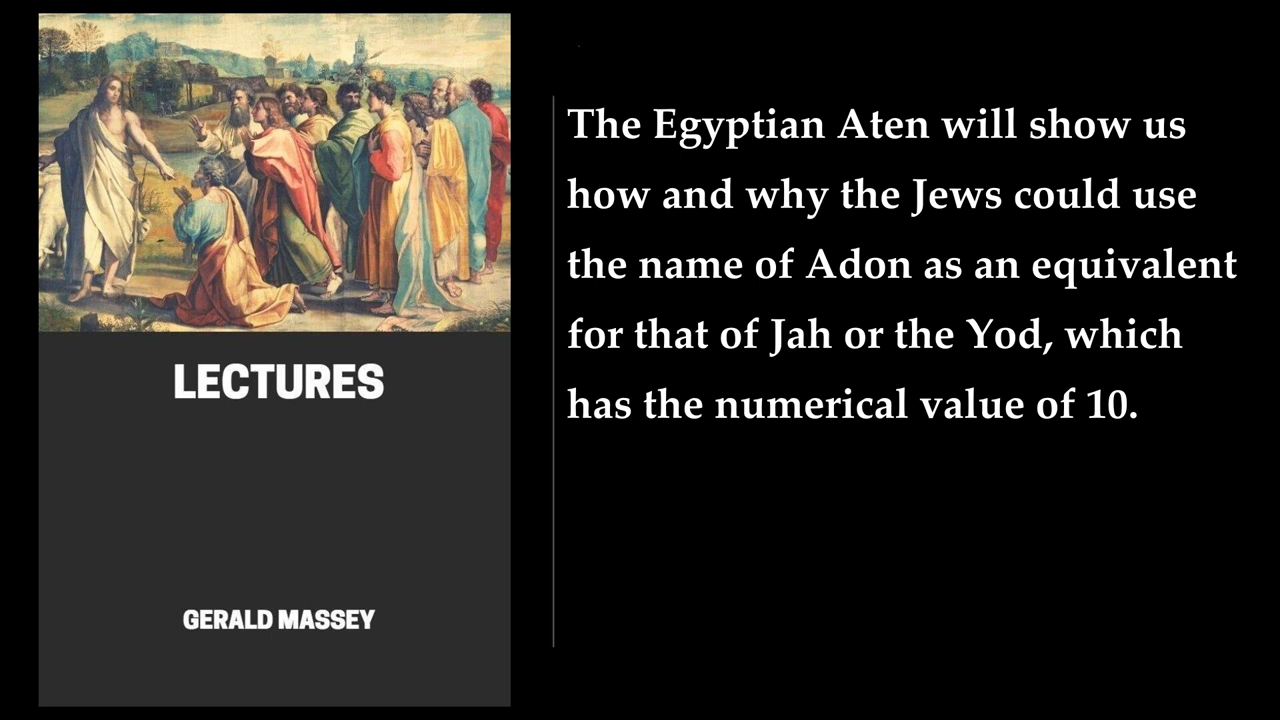 LECTURES
GERALD MASSEY
The Egyptian Aten will show us
how and why the Jews could use
the name of Adon as an equivalent
for that of Jah or the Yod, which
has the numerical value of 10.